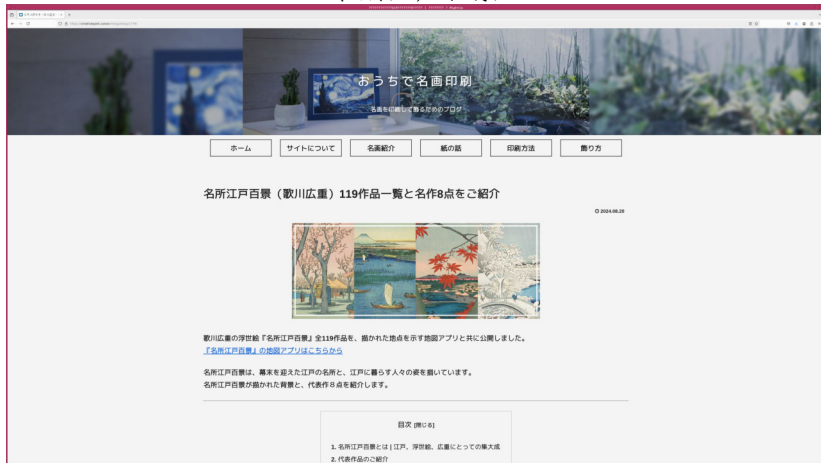 おうちで名画印刷
名画を印刷して飾るためのブログ
ホーム
サイトについて
名画紹介
紙の話
印刷方法
飾り方
名所江戸百景（歌川広重）119作品一覧と名作8点をご紹介
2024.08.28
歌川広重の浮世絵『名所江戸百景』全119作品を、描かれた地点を示す地図アプリと共に公開しました。
『名所江戸百景』の地図アプリはこちらから
名所江戸百景は、幕末を迎えた江戸の名所と、江戸に暮らす人々の姿を描いています。
名所江戸百景が描かれた背景と、代表作８点を紹介します。
目次 [閉じる]
1. 名所江戸百景とは | 江戸、浮世絵、広重にとっての集大成
2. 代表作品のご紹介